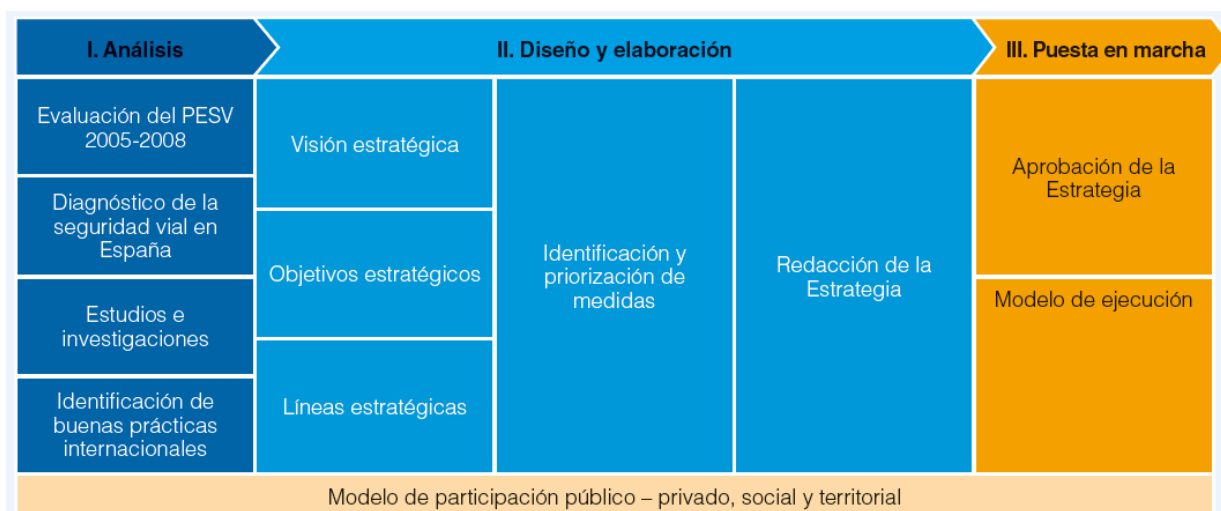 I. Análisis
II. Diseño y elaboración
III. Puesta en marcha
Evaluación del PESV
2005-2008
Diagnóstico de la
seguridad vial en
España
Estudios e
investigaciones
Identificación de
buenas prácticas
internacionales
Visión estratégica
Objetivos estratégicos
Líneas estratégicas
Identificación y
priorización de
medidas
Redacción de la
Estrategia
Aprobación de la
Estrategia
Modelo de ejecución
Modelo de participación público – privado, social y territorial